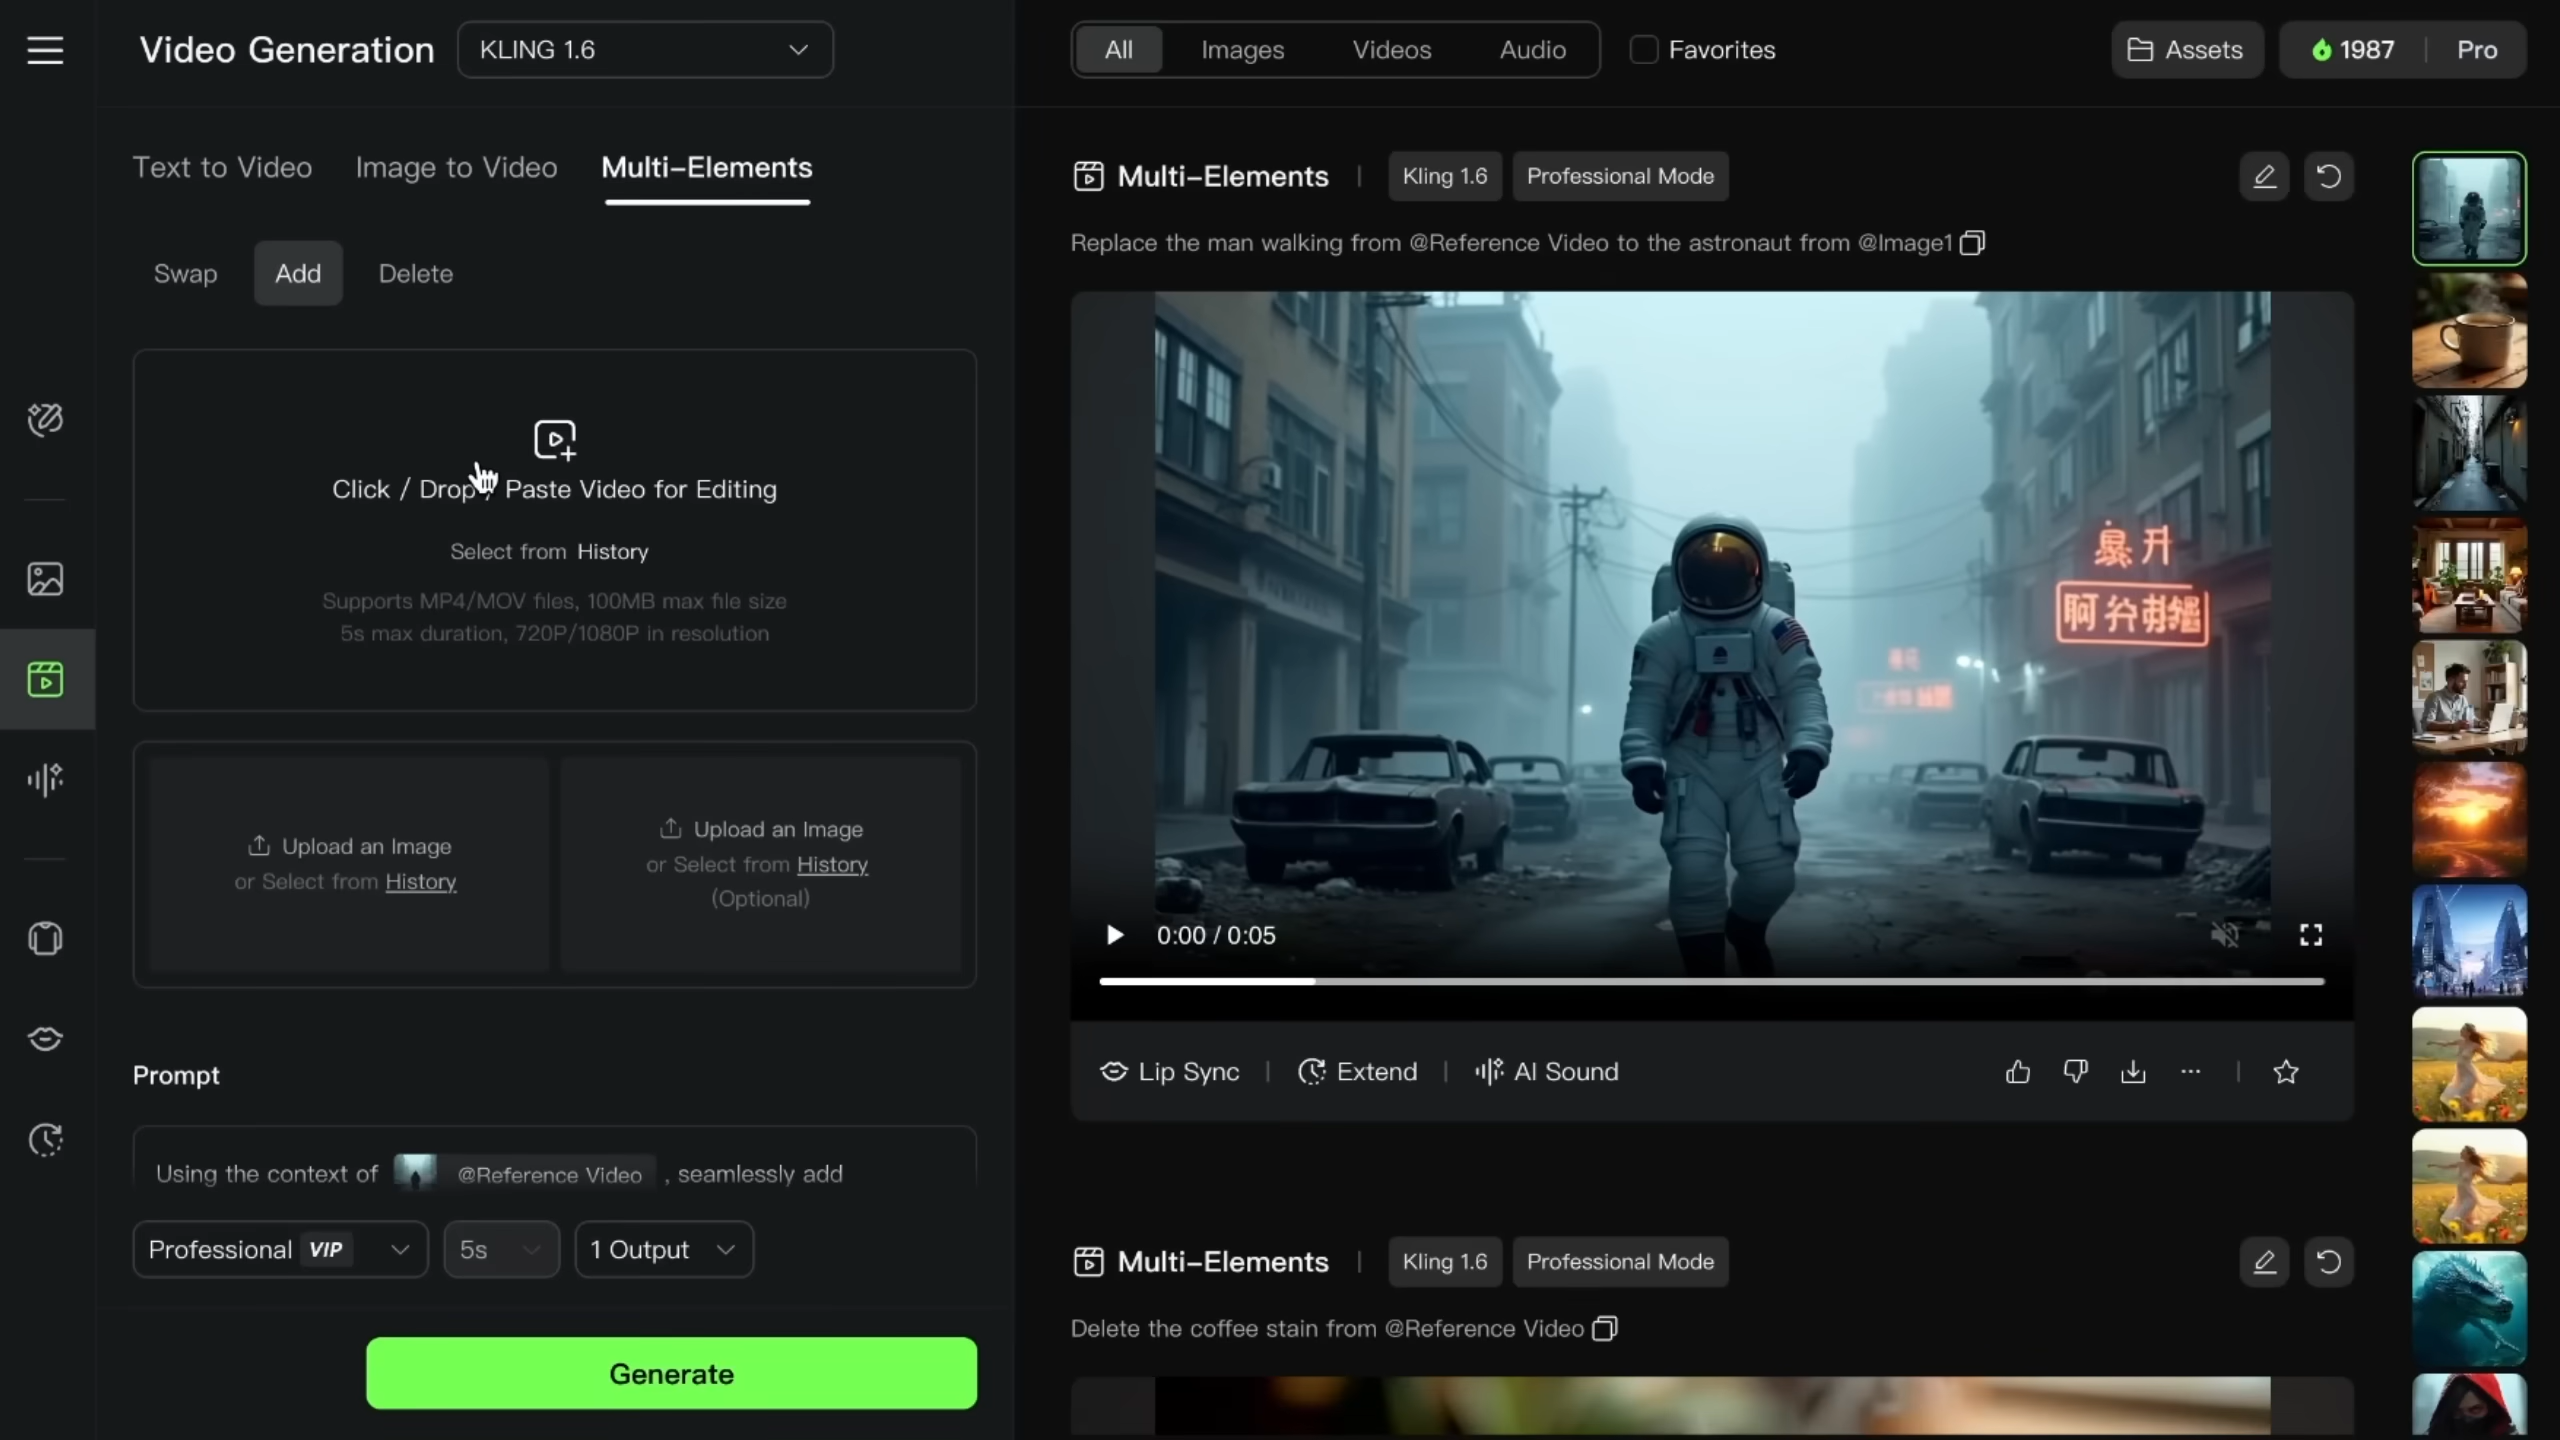 Video Generation
KLING 1.6
All
Images
Videos
Audio
Favorites
Assets
1987
Pro
Text to Video
Image to Video
Multi-Elements
Swap
Add
Delete
Click / Drop / Paste Video for Editing
Select from History
Supports MP4/MOV files, 100MB max file size
5s max duration, 720P/1080P in resolution
Upload an Image
or Select from History
Upload an Image
or Select from History
(Optional)
Prompt
Using the context of @Reference Video , seamlessly add
Professional VIP
5s
1 Output
Generate
Multi-Elements
Kling 1.6
Professional Mode
Replace the man walking from @Reference Video to the astronaut from @Image1
0:00 / 0:05
Lip Sync
Extend
AI Sound
Multi-Elements
Kling 1.6
Professional Mode
Delete the coffee stain from @Reference Video